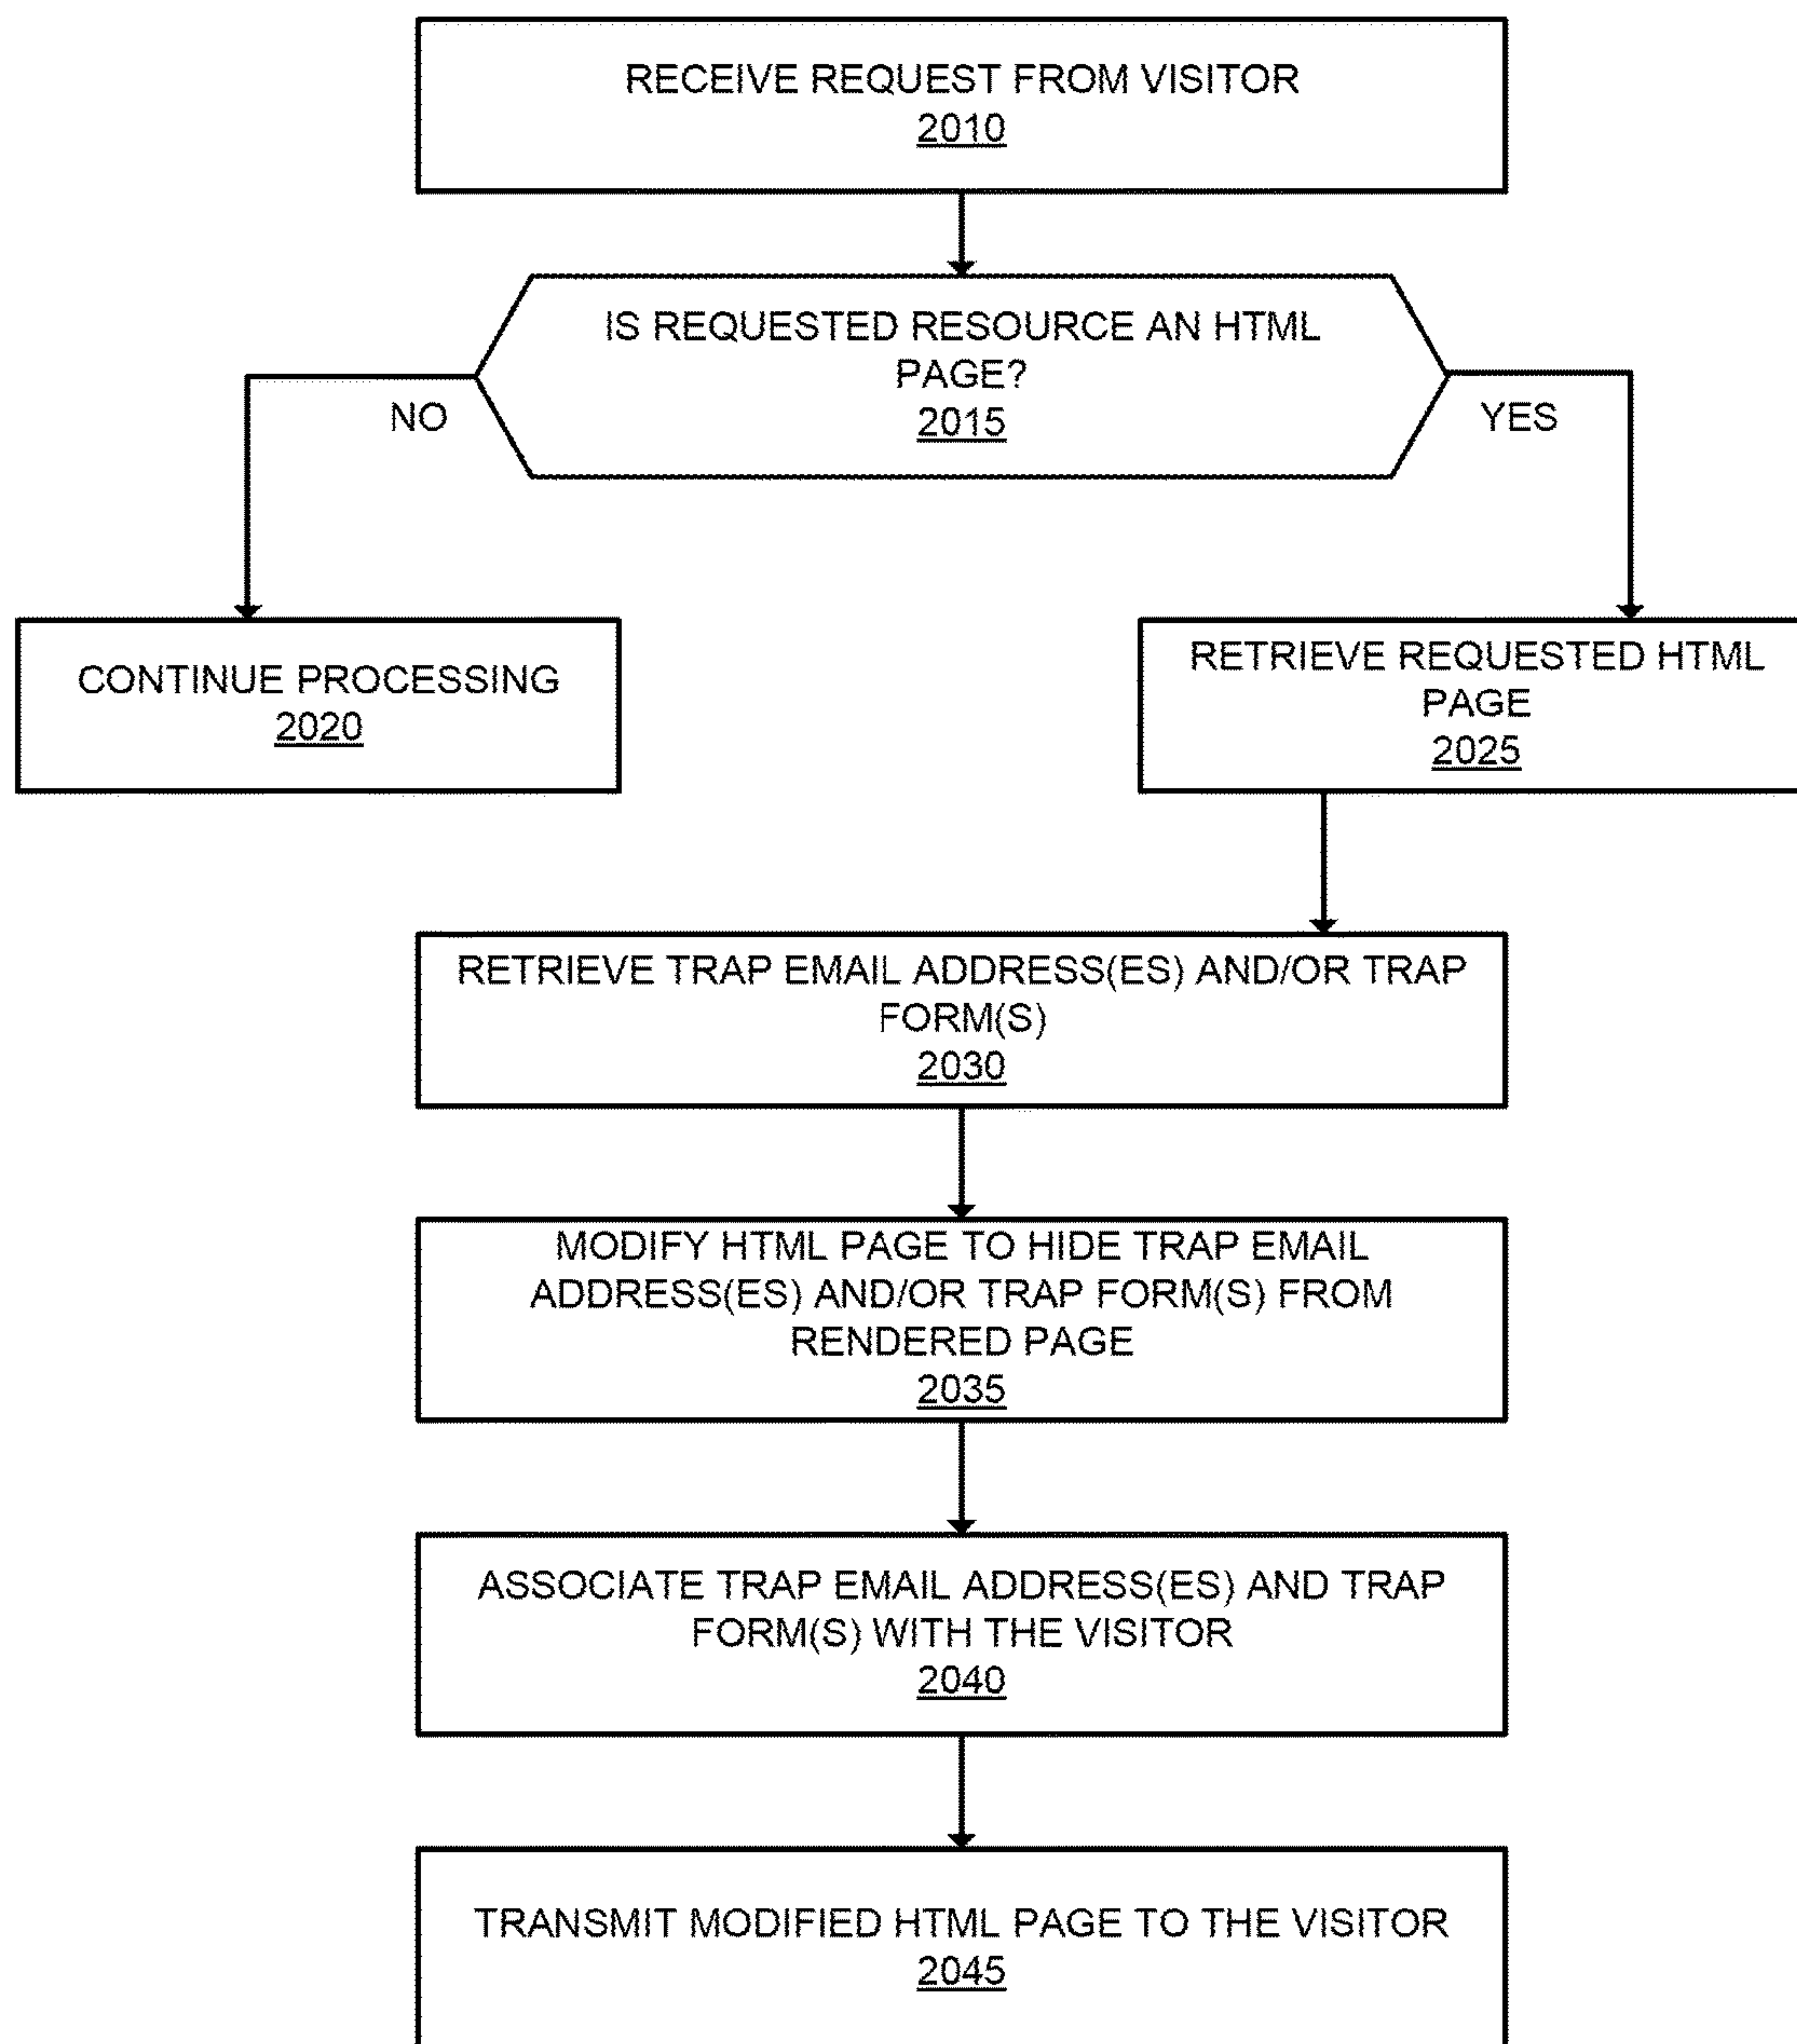 RECEIVE REQUEST FROM VISITOR
2010
IS REQUESTED RESOURCE AN HTML
PAGE?
2015
NO
YES
CONTINUE PROCESSING
2020
RETRIEVE REQUESTED HTML
PAGE
2025
RETRIEVE TRAP EMAIL ADDRESS(ES) AND/OR TRAP
FORM(S)
2030
MODIFY HTML PAGE TO HIDE TRAP EMAIL
ADDRESS(ES) AND/OR TRAP FORM(S) FROM
RENDERED PAGE
2035
ASSOCIATE TRAP EMAIL ADDRESS(ES) AND TRAP
FORM(S) WITH THE VISITOR
2040
TRANSMIT MODIFIED HTML PAGE TO THE VISITOR
2045